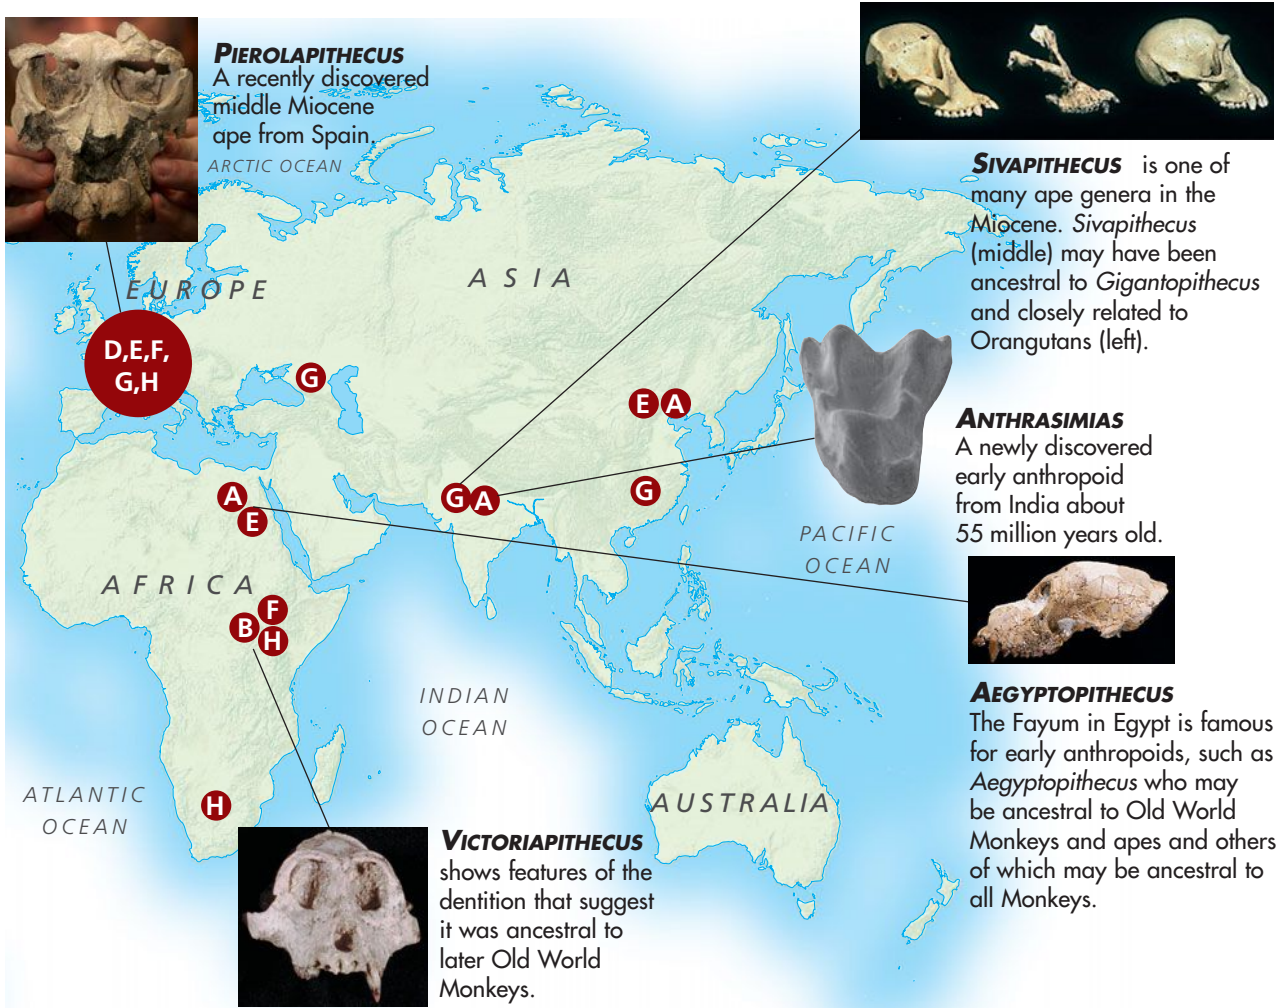 PIEROLAPITHECUS
A recently discovered
middle Miocene
ape from Spain.
ARCTIC OCEAN
SIVAPITHECUS is one of
many ape genera in the
Miocene. Sivapithecus
(middle) may have been
ancestral to Gigantopithecus
and closely related to
Orangutans (left).
EUROPE
ASIA
D,E,F,
G,H
G
E A
ANTHRASIMIAS
A newly discovered
early anthropoid
from India about
55 million years old.
A
E
G A
G
PACIFIC
OCEAN
AFRICA
F
B
H
INDIAN
OCEAN
AEGYPTOPITHECUS
The Fayum in Egypt is famous
for early anthropoids, such as
Aegyptopithecus who may
be ancestral to Old World
Monkeys and apes and others
of which may be ancestral to
all Monkeys.
ATLANTIC
OCEAN
H
AUSTRALIA
VICTORIAPITHECUS
shows features of the
dentition that suggest
it was ancestral to
later Old World
Monkeys.